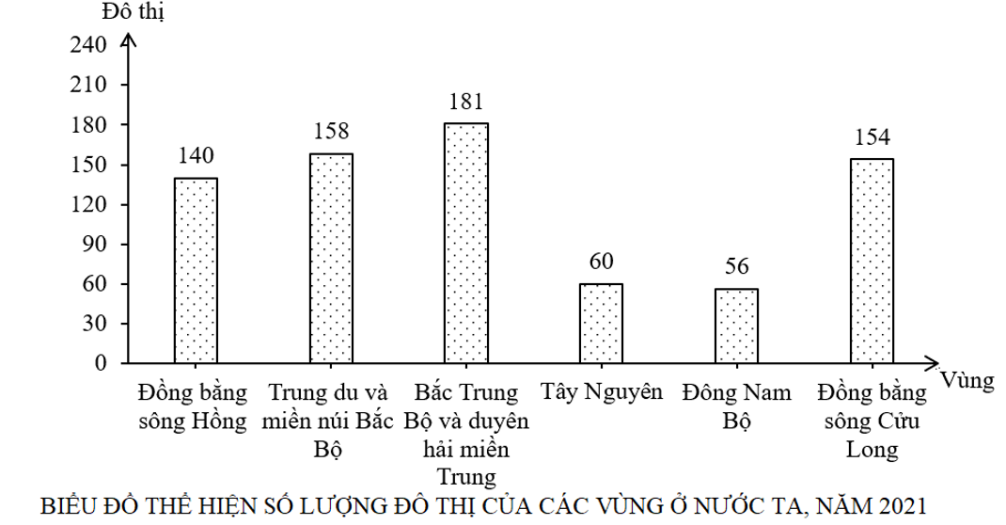 Đô thị
240
210
180
150
120
90
60
30
0
140
158
181
60
56
154
Vùng
Đồng bằng
sông Hồng
Trung du và
miền núi Bắc
Bộ
Bắc Trung
Bộ và duyên
hải miền
Trung
Tây Nguyên
Đông Nam
Bộ
Đồng bằng
sông Cửu
Long
BIỂU ĐỒ THỂ HIỆN SỐ LƯỢNG ĐÔ THỊ CỦA CÁC VÙNG Ở NƯỚC TA, NĂM 2021